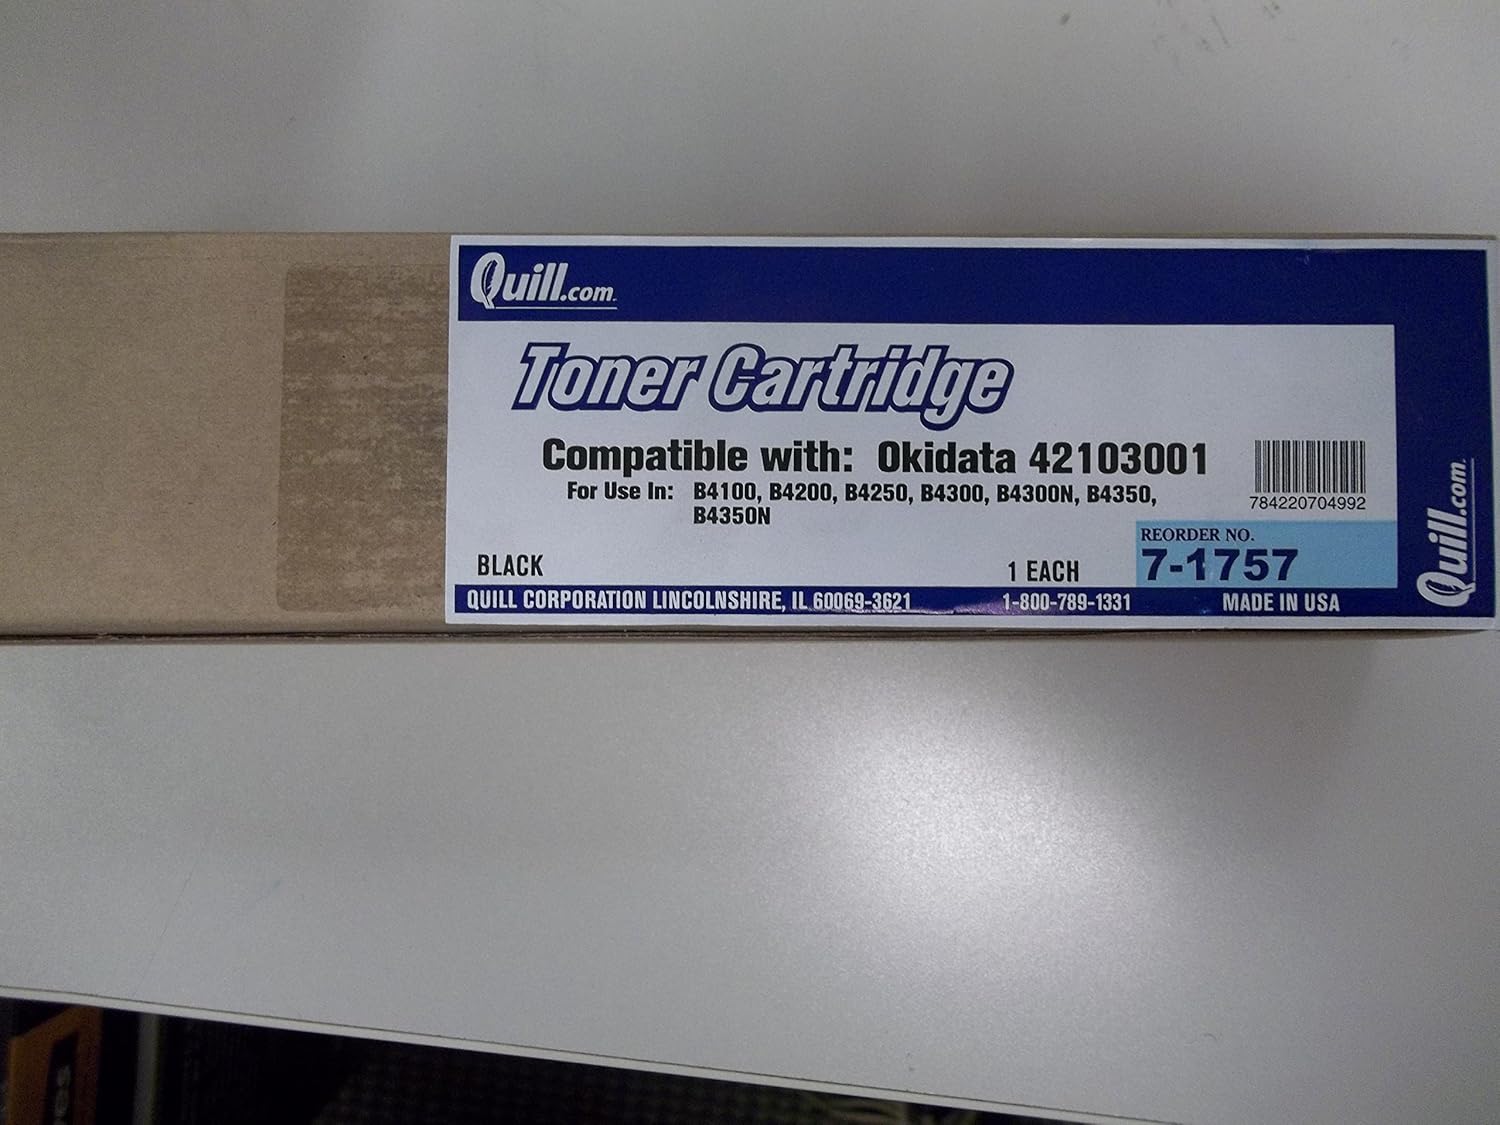 Quill.com
Toner Cartridge
Compatible with: Okidata 42103001
For Use In: B4100, B4200, B4250, B4300, B4300N, B4350,
B4350N
784220704992
REORDER NO.
7-1757
BLACK
1 EACH
QUILL CORPORATION LINCOLNSHIRE, IL 60069-3621 1-800-789-1331 MADE IN USA
Quill.com